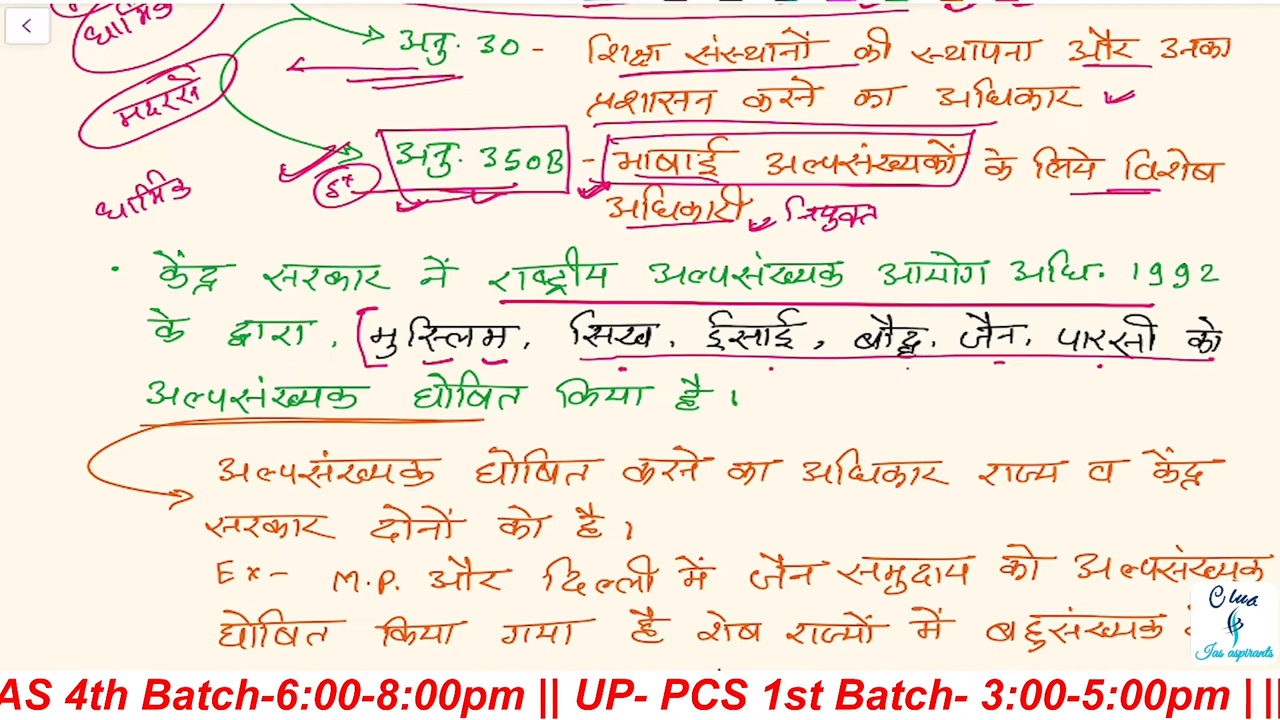 धार्मिक
अनु. 30 - शिक्षा संस्थानों की स्थापना और उनका
प्रशासन करने का अधिकार
मदरसे
अनु. 350B - भाषाई अल्पसंख्यकों के लिये विशेष
Ex
अधिकारी नियुक्त
धार्मिक
· केंद्र सरकार में राष्ट्रीय अल्पसंख्यक आयोग अधि. 1992
के द्वारा, मुस्लिम, सिख, ईसाई, बौद्ध, जैन, पारसी को
अल्पसंख्यक घोषित किया है।
अल्पसंख्यक घोषित करने का अधिकार राज्य व केंद्र
सरकार दोनों को है।
Ex- M.P. और दिल्ली में जैन समुदाय को अल्पसंख्यक
घोषित किया गया है शेष राज्यों में बहुसंख्यक
Clue
Ias aspirants
AS 4th Batch-6:00-8:00pm || UP- PCS 1st Batch- 3:00-5:00pm | ||